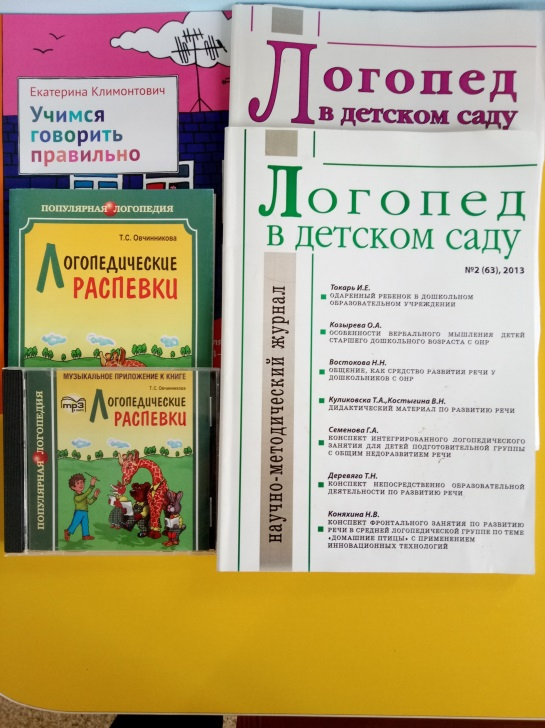 Екатерина Климонтович
Учимся
говорить
правильно
Логопед
в детском саду
ПОПУЛЯРНАЯ ЛОГОПЕДИЯ
Т.С. Овчинникова
ЛОГОПЕДИЧЕСКИЕ
РАСПЕВКИ
МУЗЫКАЛЬНОЕ ПРИЛОЖЕНИЕ К КНИГЕ
Т.С. Овчинникова
mp3
ЛОГОПЕДИЧЕСКИЕ
РАСПЕВКИ
ПОПУЛЯРНАЯ ЛОГОПЕДИЯ
Логопед
в детском саду
№2 (63), 2013
научно-методический журнал
Токарь И.Е.
ОДАРЕННЫЙ РЕБЕНОК В ДОШКОЛЬНОМ
ОБРАЗОВАТЕЛЬНОМ УЧРЕЖДЕНИИ
Козырева О.А.
ОСОБЕННОСТИ ВЕРБАЛЬНОГО МЫШЛЕНИЯ ДЕТЕЙ
СТАРШЕГО ДОШКОЛЬНОГО ВОЗРАСТА С ОНР
Востокова Н.Н.
ОБЩЕНИЕ, КАК СРЕДСТВО РАЗВИТИЯ РЕЧИ У
ДОШКОЛЬНИКОВ С ОНР
Куликовска Т.А., Костыгина В.Н.
ДИДАКТИЧЕСКИЙ МАТЕРИАЛ ПО РАЗВИТИЮ РЕЧИ
Семенова Г.А.
КОНСПЕКТ ИНТЕГРИРОВАННОГО ЛОГОПЕДИЧЕСКОГО
ЗАНЯТИЯ ДЛЯ ДЕТЕЙ ПОДГОТОВИТЕЛЬНОЙ ГРУППЫ
С ОБЩИМ НЕДОРАЗВИТИЕМ РЕЧИ
Деревяго Т.Н.
КОНСПЕКТ НЕПОСРЕДСТВЕННО ОБРАЗОВАТЕЛЬНОЙ
ДЕЯТЕЛЬНОСТИ ПО РАЗВИТИЮ РЕЧИ
Коняхина Н.В.
КОНСПЕКТ ФРОНТАЛЬНОГО ЗАНЯТИЯ ПО РАЗВИТИЮ
РЕЧИ В СРЕДНЕЙ ЛОГОПЕДИЧЕСКОЙ ГРУППЕ ПО ТЕМЕ
«ДОМАШНИЕ ПТИЦЫ» С ПРИМЕНЕНИЕМ
ИННОВАЦИОННЫХ ТЕХНОЛОГИЙ